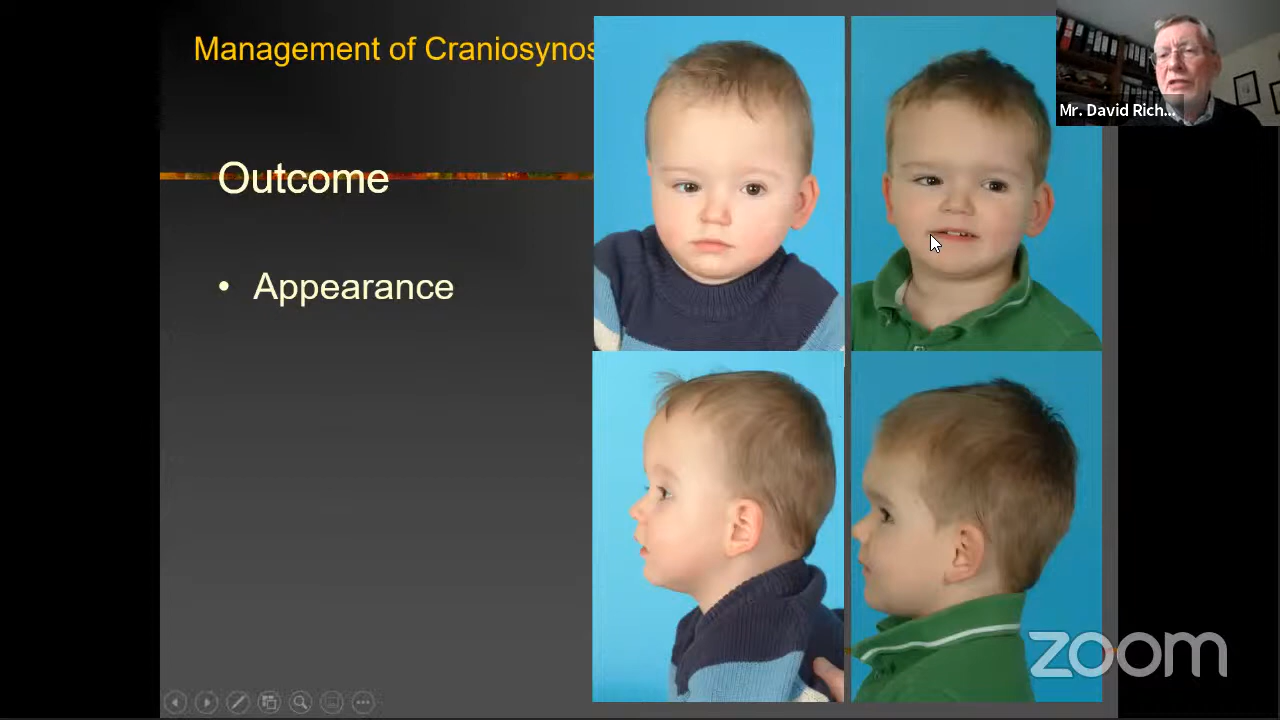 Management of Craniosynos
Mr. David Rich...
Outcome
• Appearance
zoom